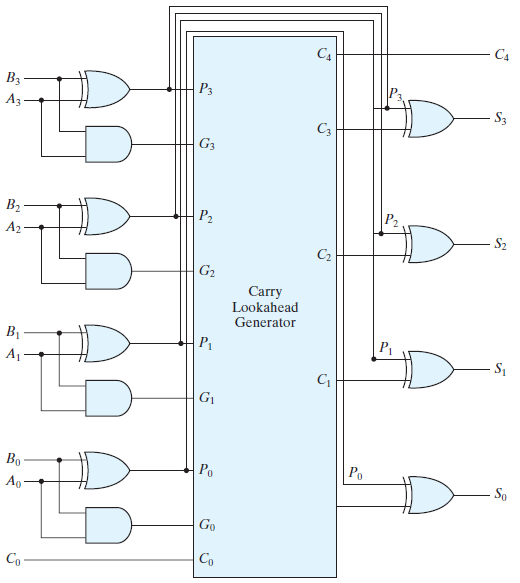 C4
C4
B3
A3
P3
P3
C3
S3
G3
B2
A2
P2
P2
C2
S2
G2
Carry
Lookahead
Generator
B1
A1
P1
P1
C1
S1
G1
B0
A0
P0
P0
S0
G0
C0
C0